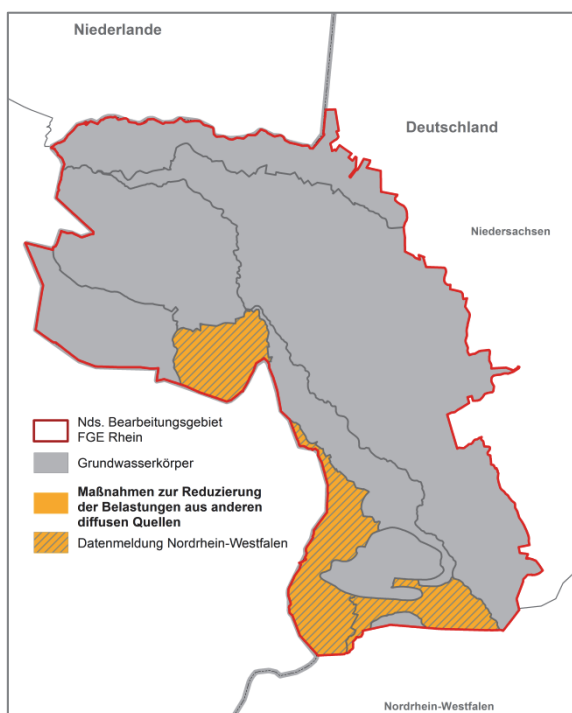 Niederlande
Deutschland
Niedersachsen
Nds. Bearbeitungsgebiet
FGE Rhein
Grundwasserkörper
Maßnahmen zur Reduzierung
der Belastungen aus anderen
diffusen Quellen
Datenmeldung Nordrhein-Westfalen
Nordrhein-Westfalen